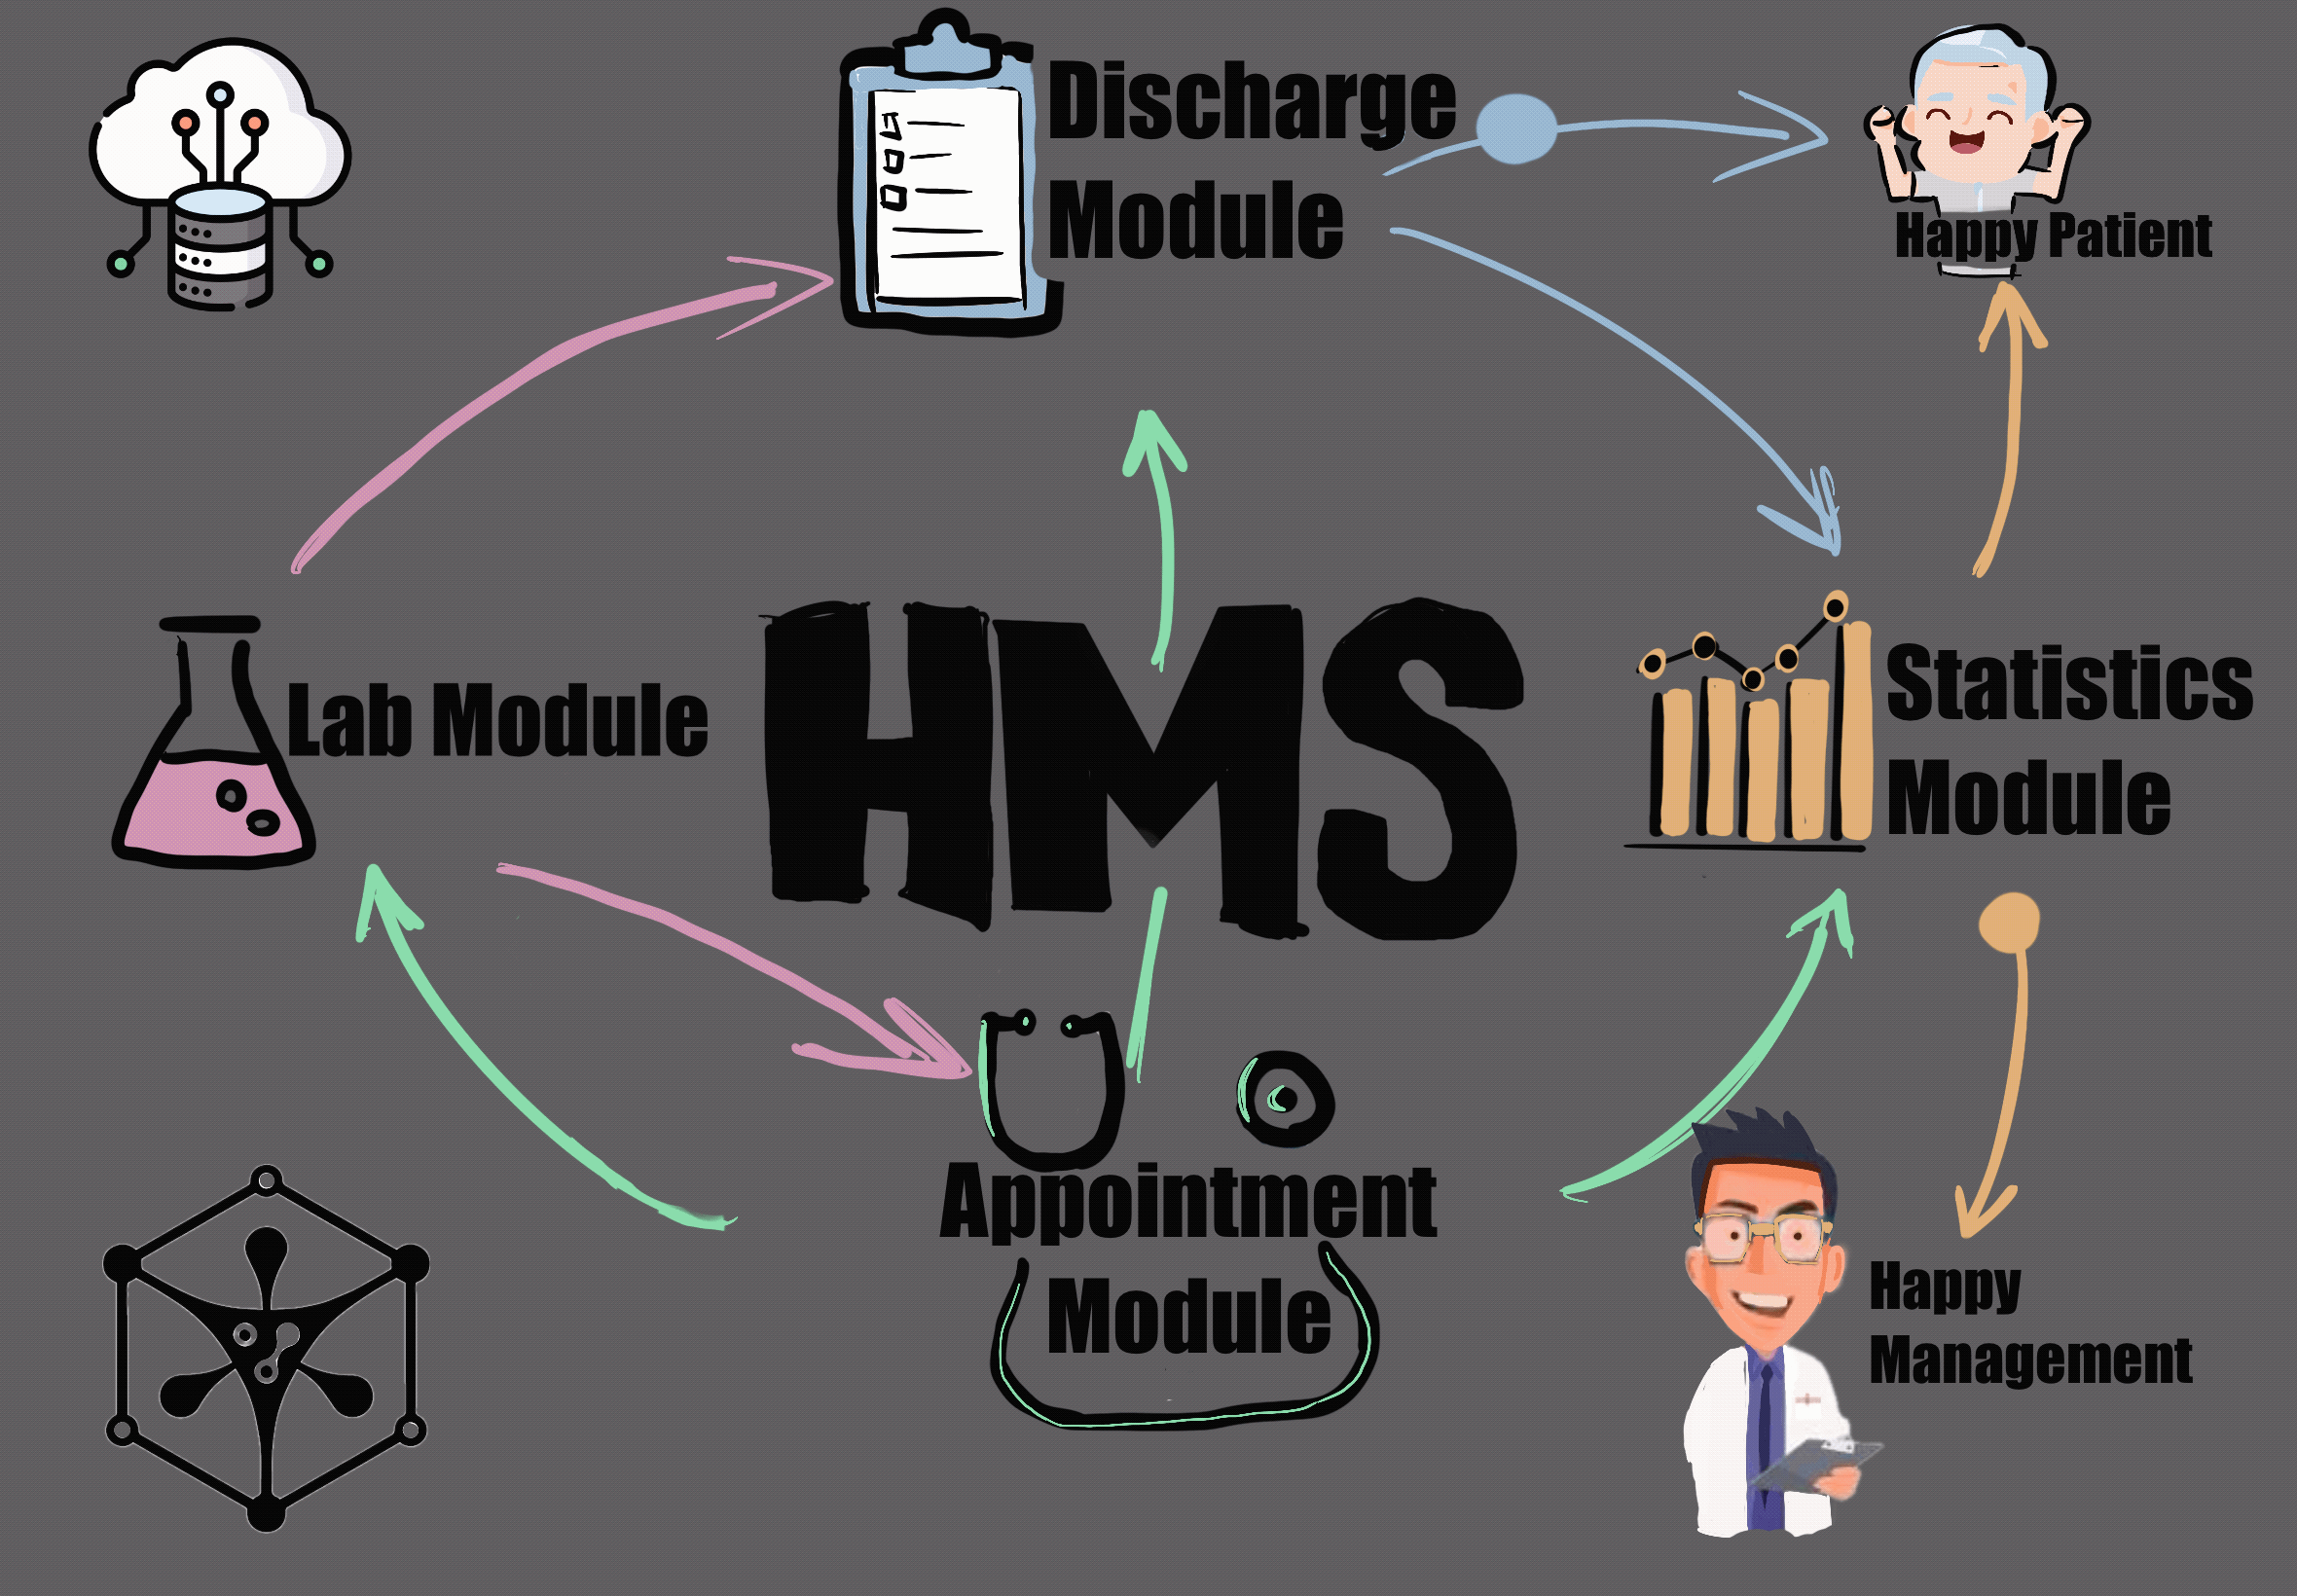 Discharge
Module
Happy Patient
Lab Module
HMS
Statistics
Module
Appointment
Module
Happy
Management